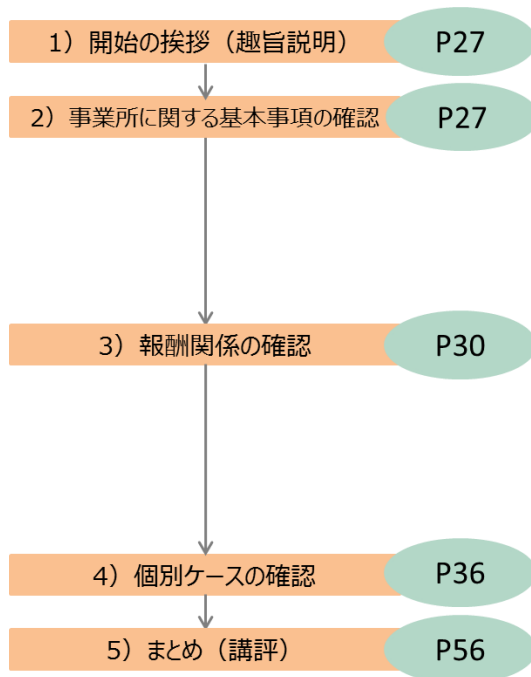 1）開始の挨拶（趣旨説明）
P27
2）事業所に関する基本事項の確認
P27
3）報酬関係の確認
P30
4）個別ケースの確認
P36
5）まとめ（講評）
P56